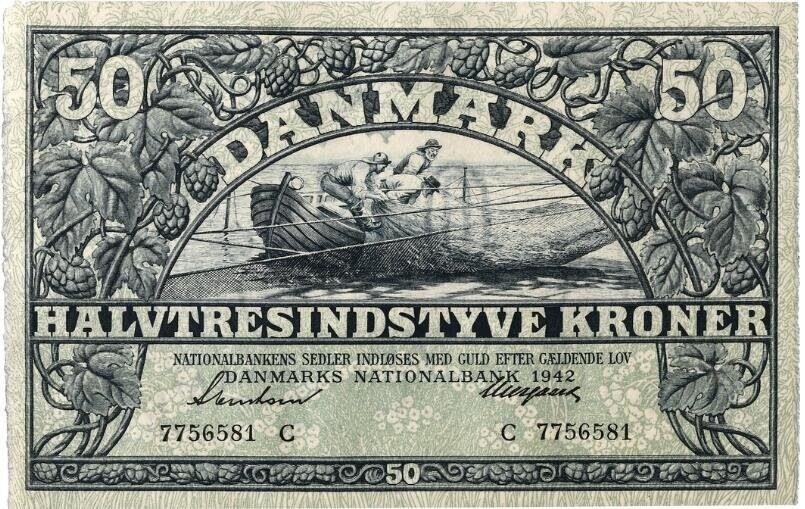 50 50
DANMARK
HALVTRESINDSTYVE KRONER
NATIONALBANKENS SEDLER INDLØSES MED GULD EFTER GÆLDENDE LOV
DANMARKS NATIONALBANK 1942
7756581 C C 7756581
50